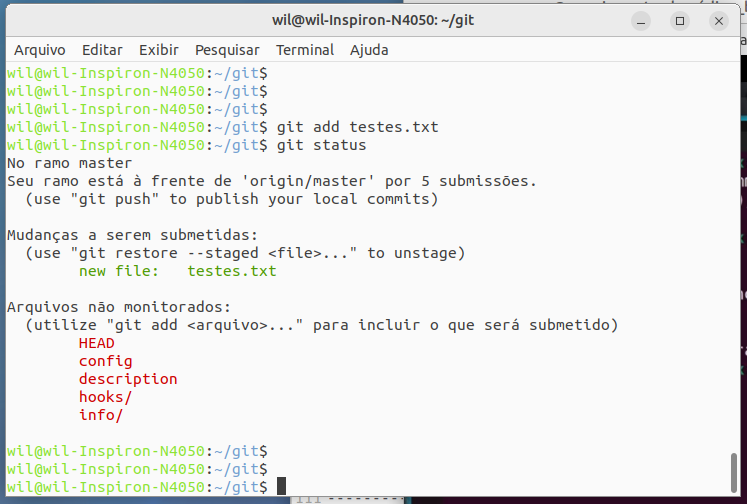 wil@wil-Inspiron-N4050: ~/git
Arquivo Editar Exibir Pesquisar Terminal Ajuda
wil@wil-Inspiron-N4050:~/git$
wil@wil-Inspiron-N4050:~/git$
wil@wil-Inspiron-N4050:~/git$
wil@wil-Inspiron-N4050:~/git$ git add testes.txt
wil@wil-Inspiron-N4050:~/git$ git status
No ramo master
Seu ramo está à frente de 'origin/master' por 5 submissões.
  (use "git push" to publish your local commits)
Mudanças a serem submetidas:
  (use "git restore --staged <file>..." to unstage)
        new file:   testes.txt
Arquivos não monitorados:
  (utilize "git add <arquivo>..." para incluir o que será submetido)
        HEAD
        config
        description
        hooks/
        info/
wil@wil-Inspiron-N4050:~/git$
wil@wil-Inspiron-N4050:~/git$
wil@wil-Inspiron-N4050:~/git$